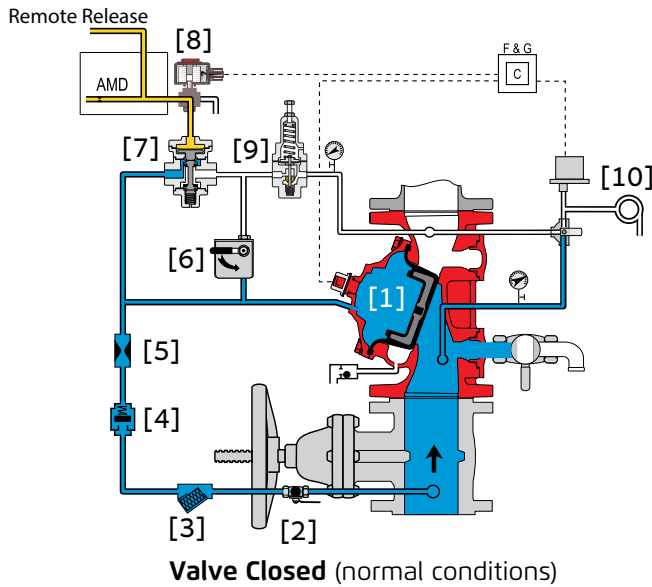 Remote Release
[8]
F & G
C
AMD
[7]
[9]
[10]
[6]
[1]
[5]
[4]
[3]
[2]
Valve Closed (normal conditions)